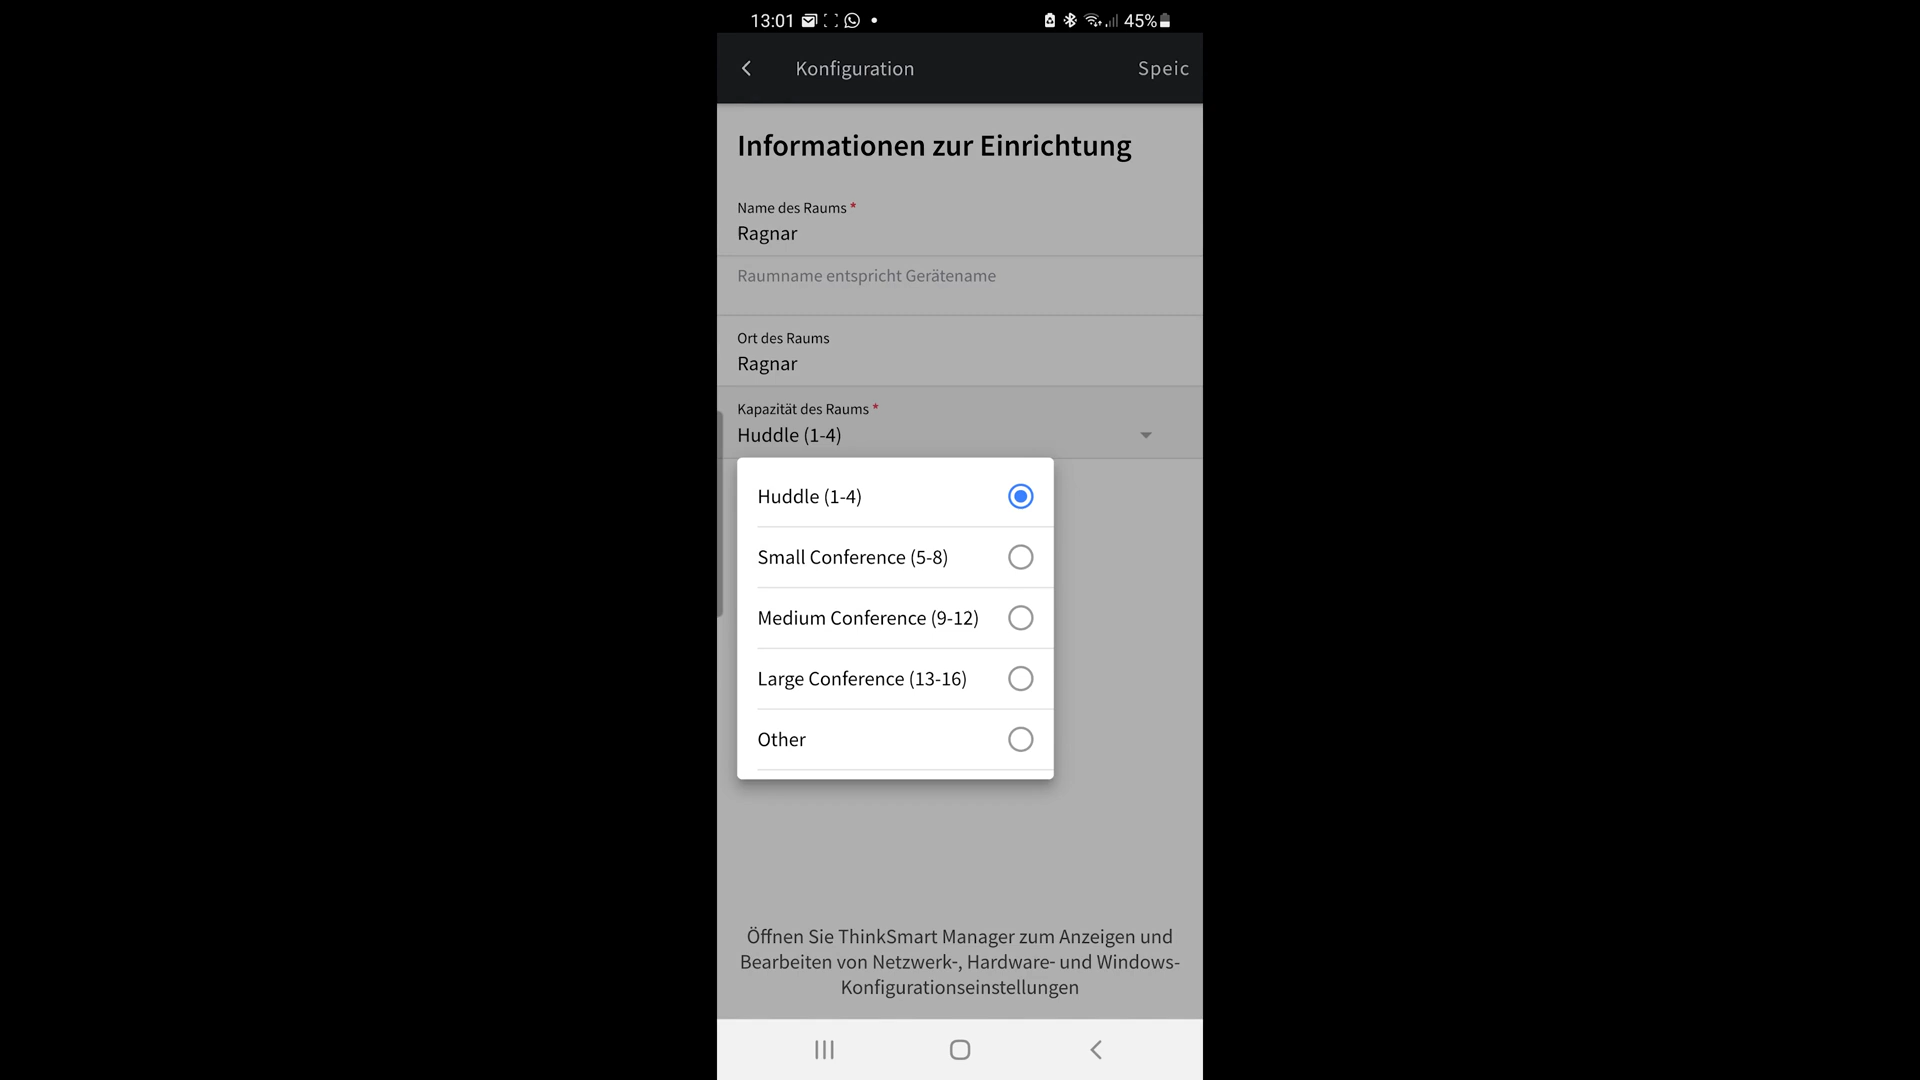 13:01 45%
Konfiguration Speic
Informationen zur Einrichtung
Name des Raums *
Ragnar
Raumname entspricht Gerätename
Ort des Raums
Ragnar
Kapazität des Raums *
Huddle (1-4)
Huddle (1-4)
Small Conference (5-8)
Medium Conference (9-12)
Large Conference (13-16)
Other
Öffnen Sie ThinkSmart Manager zum Anzeigen und
Bearbeiten von Netzwerk-, Hardware- und Windows-
Konfigurationseinstellungen